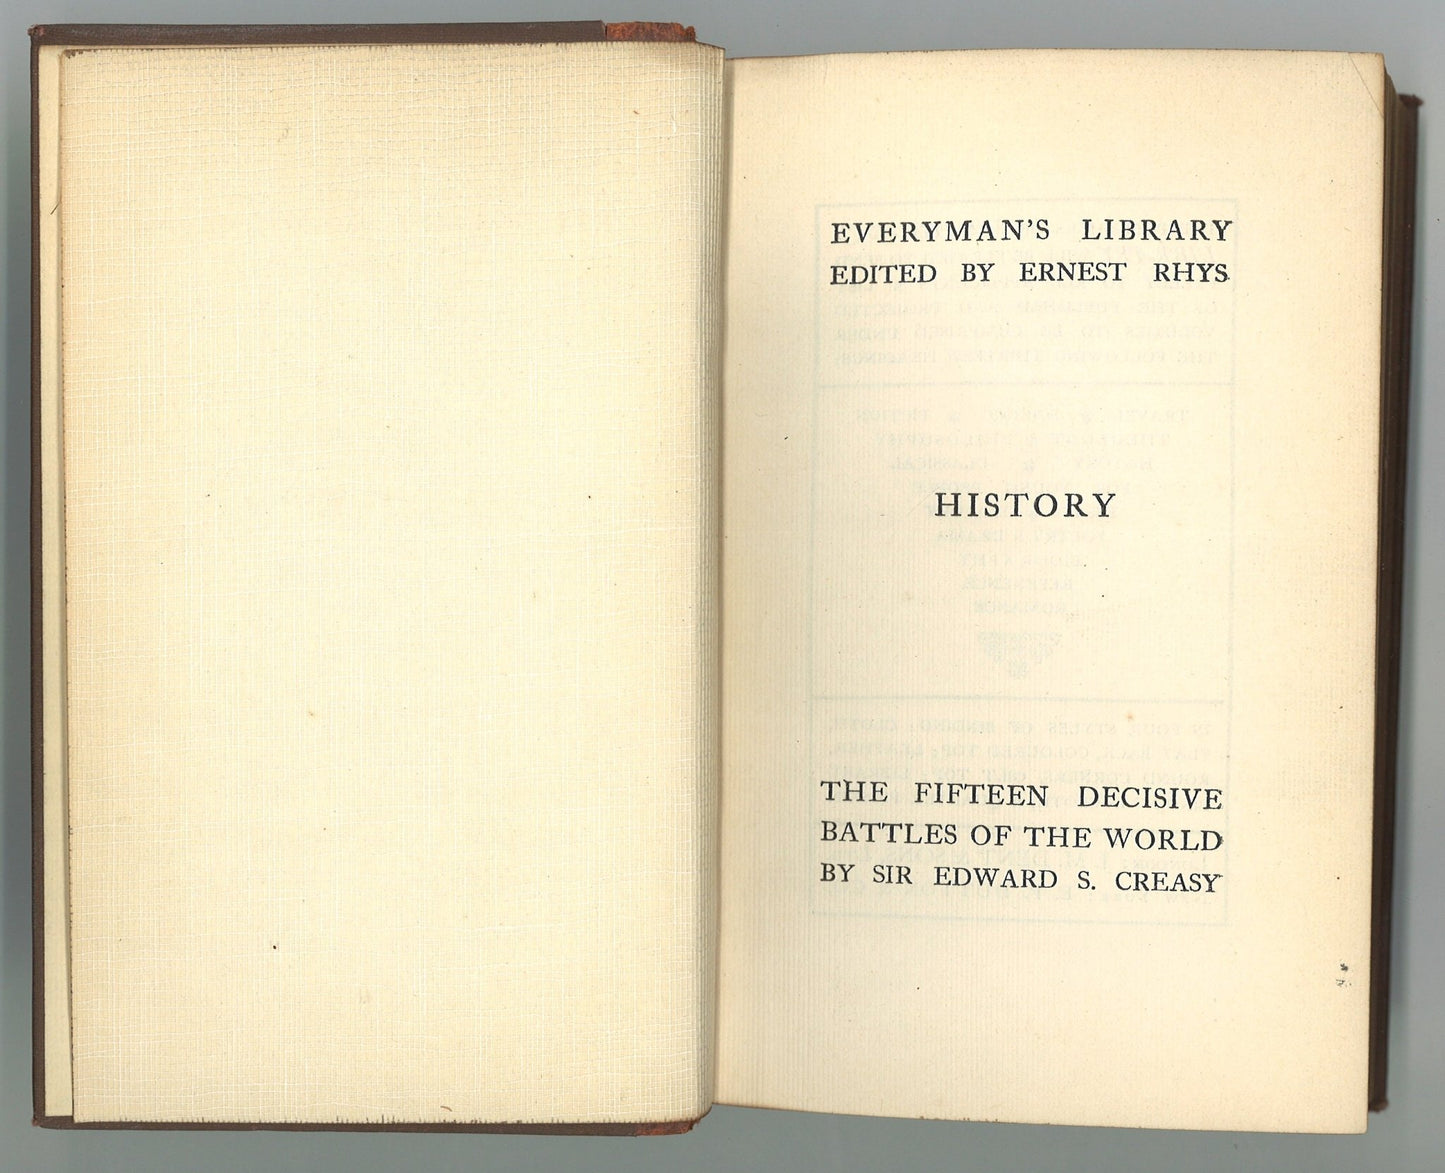 EVERYMAN'S LIBRARY
EDITED BY ERNEST RHYS
HISTORY
THE FIFTEEN DECISIVE
BATTLES OF THE WORLD
BY SIR EDWARD S. CREASY